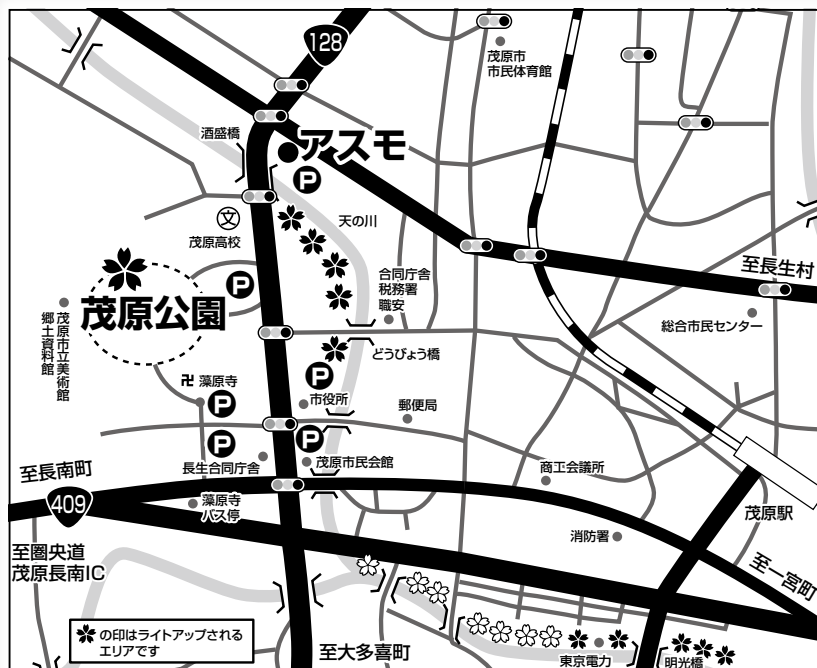 128
茂原市
市民体育館
酒盛橋
アスモ
P
文
茂原高校
天の川
合同庁舎
税務署
職安
至長生村
P
茂原公園
総合市民センター
茂原市立美術館
郷土資料館
どうびょう橋
P
卍 藻原寺
P
市役所
郵便局
P
P
長生合同庁舎
茂原市民会館
商工会議所
至長南町
409
藻原寺
バス停
茂原駅
消防署
至圏央道
茂原長南IC
至一宮町
の印はライトアップされる
エリアです
至大多喜町
東京電力
明光橋